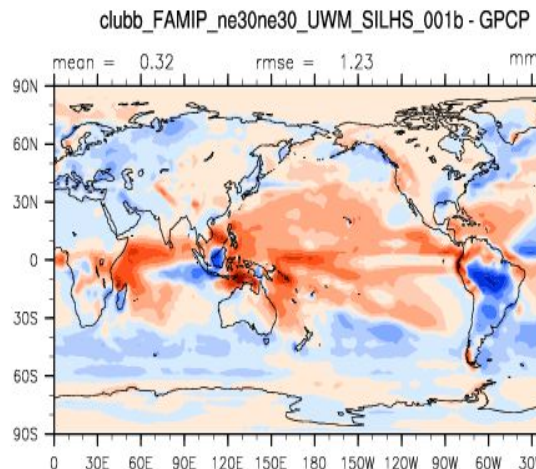 clubb_FAMIP_ne30ne30_UWM_SILHS_001b - GPCP
mean = 0.32 rmse = 1.23 mm
90N
60N
30N
0
30S
60S
90S
0 30E 60E 90E 120E 150E 180 150W 120W 90W 60W 30